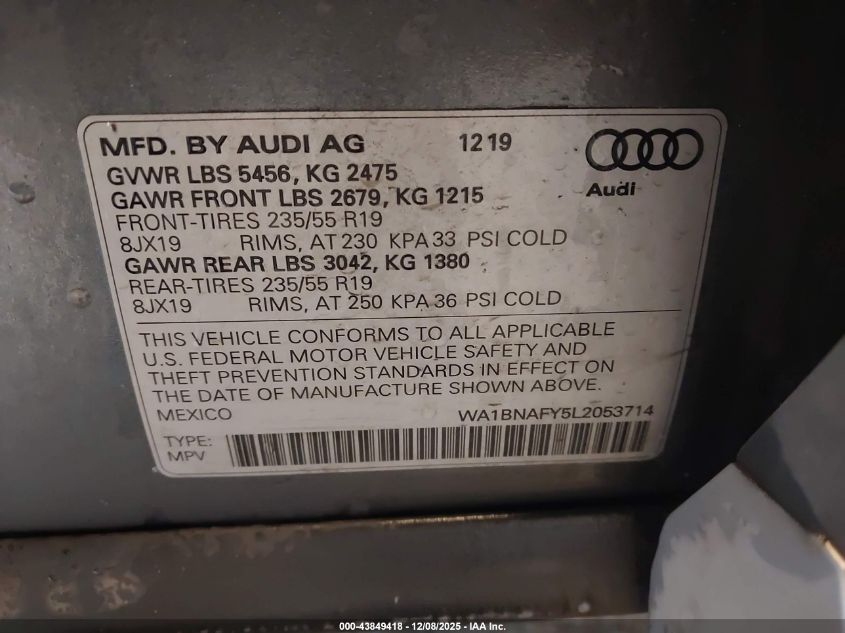 MFD. BY AUDI AG 12 19
GVWR LBS 5456, KG 2475
GAWR FRONT LBS 2679, KG 1215
Audi
FRONT-TIRES 235/55 R19
8JX19 RIMS, AT 230 KPA 33 PSI COLD
GAWR REAR LBS 3042, KG 1380
REAR-TIRES 235/55 R19
8JX19 RIMS, AT 250 KPA 36 PSI COLD
THIS VEHICLE CONFORMS TO ALL APPLICABLE
U.S. FEDERAL MOTOR VEHICLE SAFETY AND
THEFT PREVENTION STANDARDS IN EFFECT ON
THE DATE OF MANUFACTURE SHOWN ABOVE.
MEXICO WA1BNAFY5L2053714
TYPE:
MPV
000-43849418 - 12/08/2025 - IAA Inc.